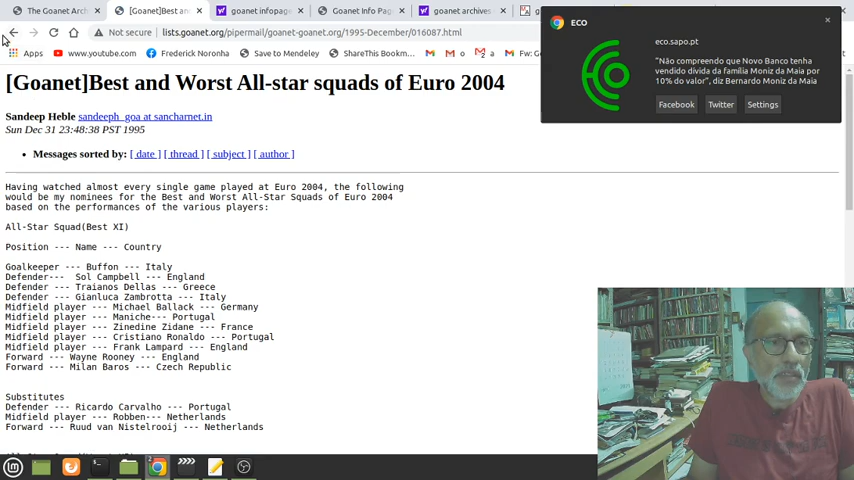 The Goanet Arch
[Goanet]Best an
goanet infopage
Goanet Info Pag
goanet archives
Not secure
lists.goanet.org/pipermail/goanet-goanet.org/1995-December/016087.html
Apps
www.youtube.com
Frederick Noronha
Save to Mendeley
ShareThis Bookm...
o
2
Fw: G
ECO
eco.sapo.pt
"Não compreendo que Novo Banco tenha
vendido dívida da família Moniz da Maia por
10% do valor", diz Bernardo Moniz da Maia
Facebook
Twitter
Settings
[Goanet]Best and Worst All-star squads of Euro 2004
Sandeep Heble sandeeph_goa at sancharnet.in
Sun Dec 31 23:48:38 PST 1995
• Messages sorted by: [ date ] [ thread ] [ subject ] [ author ]
Having watched almost every single game played at Euro 2004, the following
would be my nominees for the Best and Worst All-Star Squads of Euro 2004
based on the performances of the various players:
All-Star Squad(Best XI)
Position --- Name --- Country
Goalkeeper --- Buffon --- Italy
Defender--- Sol Campbell --- England
Defender --- Traianos Dellas --- Greece
Defender --- Gianluca Zambrotta --- Italy
Midfield player --- Michael Ballack --- Germany
Midfield player --- Maniche--- Portugal
Midfield player --- Zinedine Zidane --- France
Midfield player --- Cristiano Ronaldo --- Portugal
Midfield player --- Frank Lampard --- England
Forward --- Wayne Rooney --- England
Forward --- Milan Baros --- Czech Republic
Substitutes
Defender --- Ricardo Carvalho --- Portugal
Midfield player --- Robben--- Netherlands
Forward --- Ruud van Nistelrooij --- Netherlands